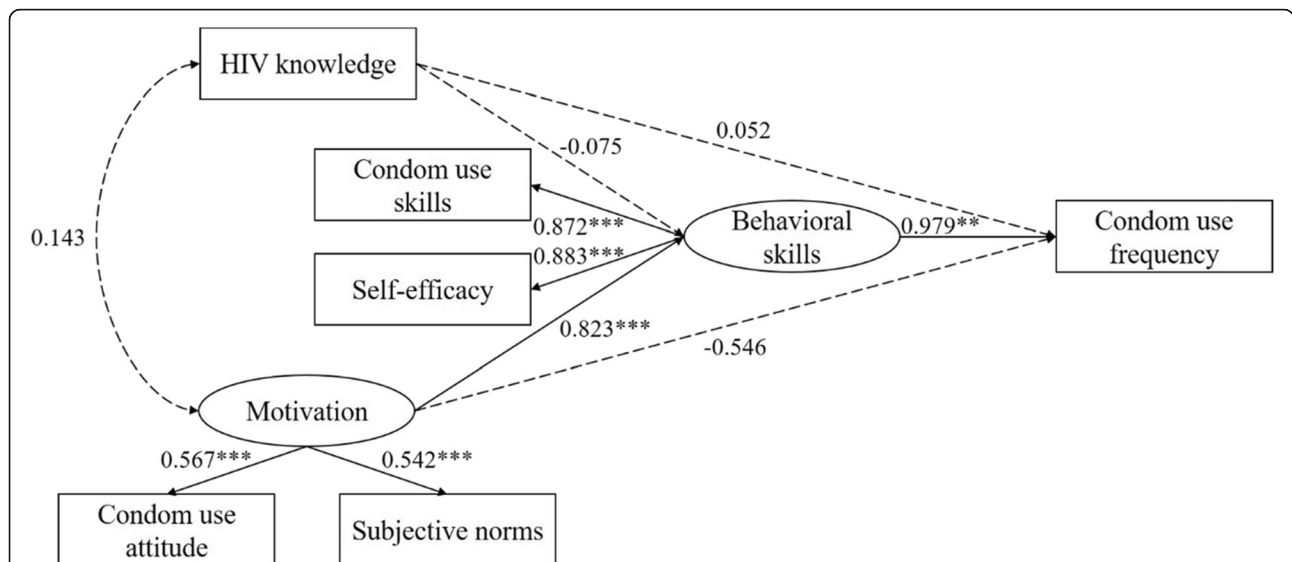 HIV knowledge
0.052
-0.075
Condom use
skills
0.872***
Behavioral
skills
0.979**
Condom use
frequency
0.143
0.883***
Self-efficacy
0.823***
-0.546
Motivation
0.567***
0.542***
Condom use
attitude
Subjective norms